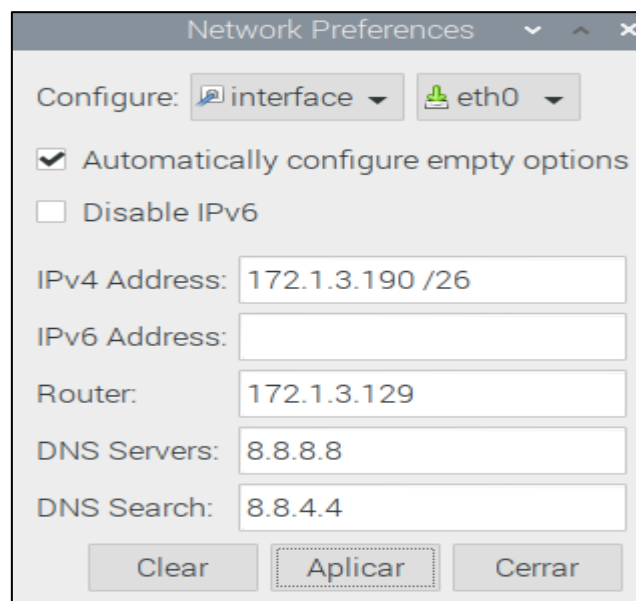 Network Preferences
Configure: interface eth0
Automatically configure empty options
Disable IPv6
IPv4 Address: 172.1.3.190 /26
IPv6 Address:
Router: 172.1.3.129
DNS Servers: 8.8.8.8
DNS Search: 8.8.4.4
Clear Aplicar Cerrar